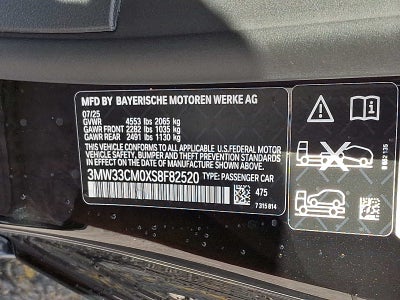 MFD BY BAYERISCHE MOTOREN WERKE AG
07/25
GVWR 4553 lbs 2065 kg
GAWR FRONT 2282 lbs 1035 kg
GAWR REAR 2491 lbs 1130 kg
THIS VEHICLE CONFORMS TO ALL APPLICABLE U.S.FEDERAL MOTOR
VEHICLE SAFETY, BUMPER, AND THEFT PREVENTION STANDARDS
IN EFFECT ON THE DATE OF MANUFACTURE SHOWN ABOVE.
3MW33CM0XS8F82520 TYPE: PASSENGER CAR
475
7 315 814